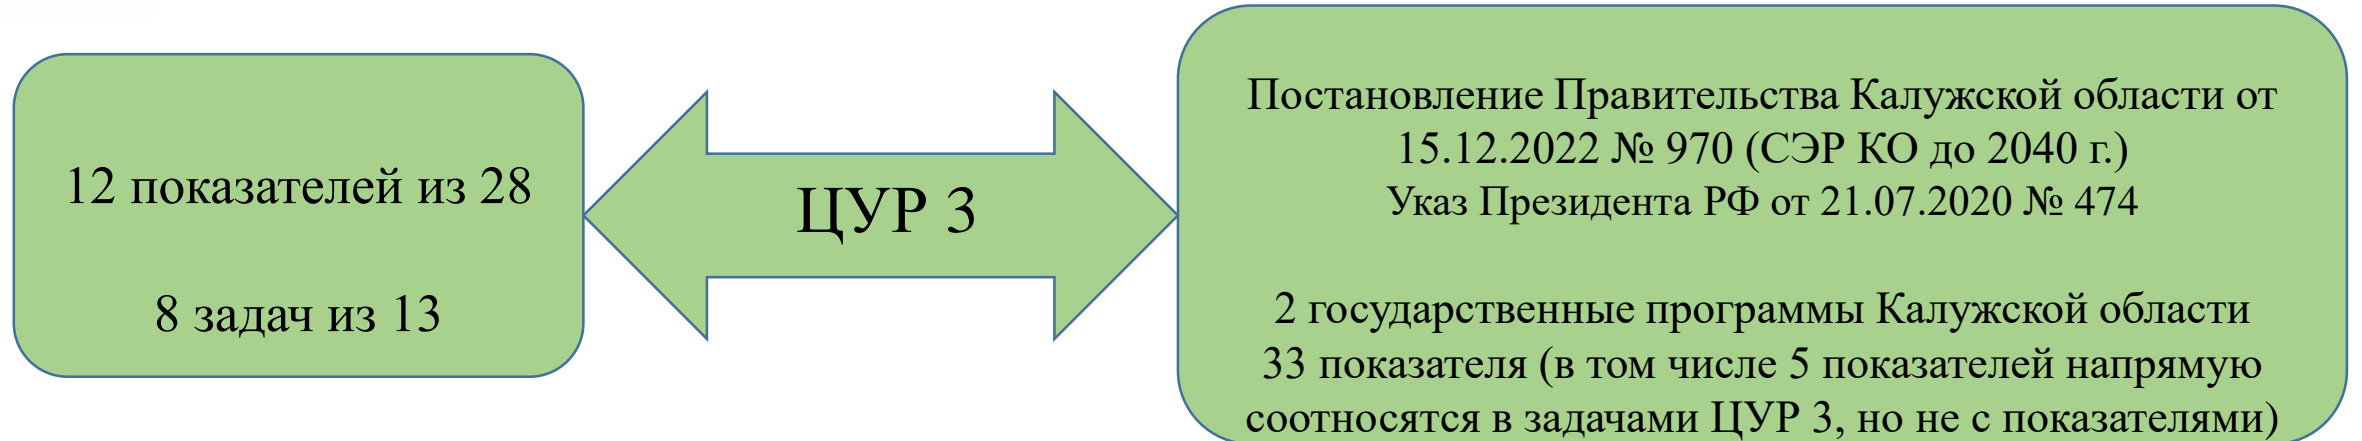 12 показателей из 28
8 задач из 13
ЦУР 3
Постановление Правительства Калужской области от
15.12.2022 № 970 (СЭР КО до 2040 г.)
Указ Президента РФ от 21.07.2020 № 474
2 государственные программы Калужской области
33 показателя (в том числе 5 показателей напрямую
соотносятся в задачами ЦУР 3, но не с показателями)